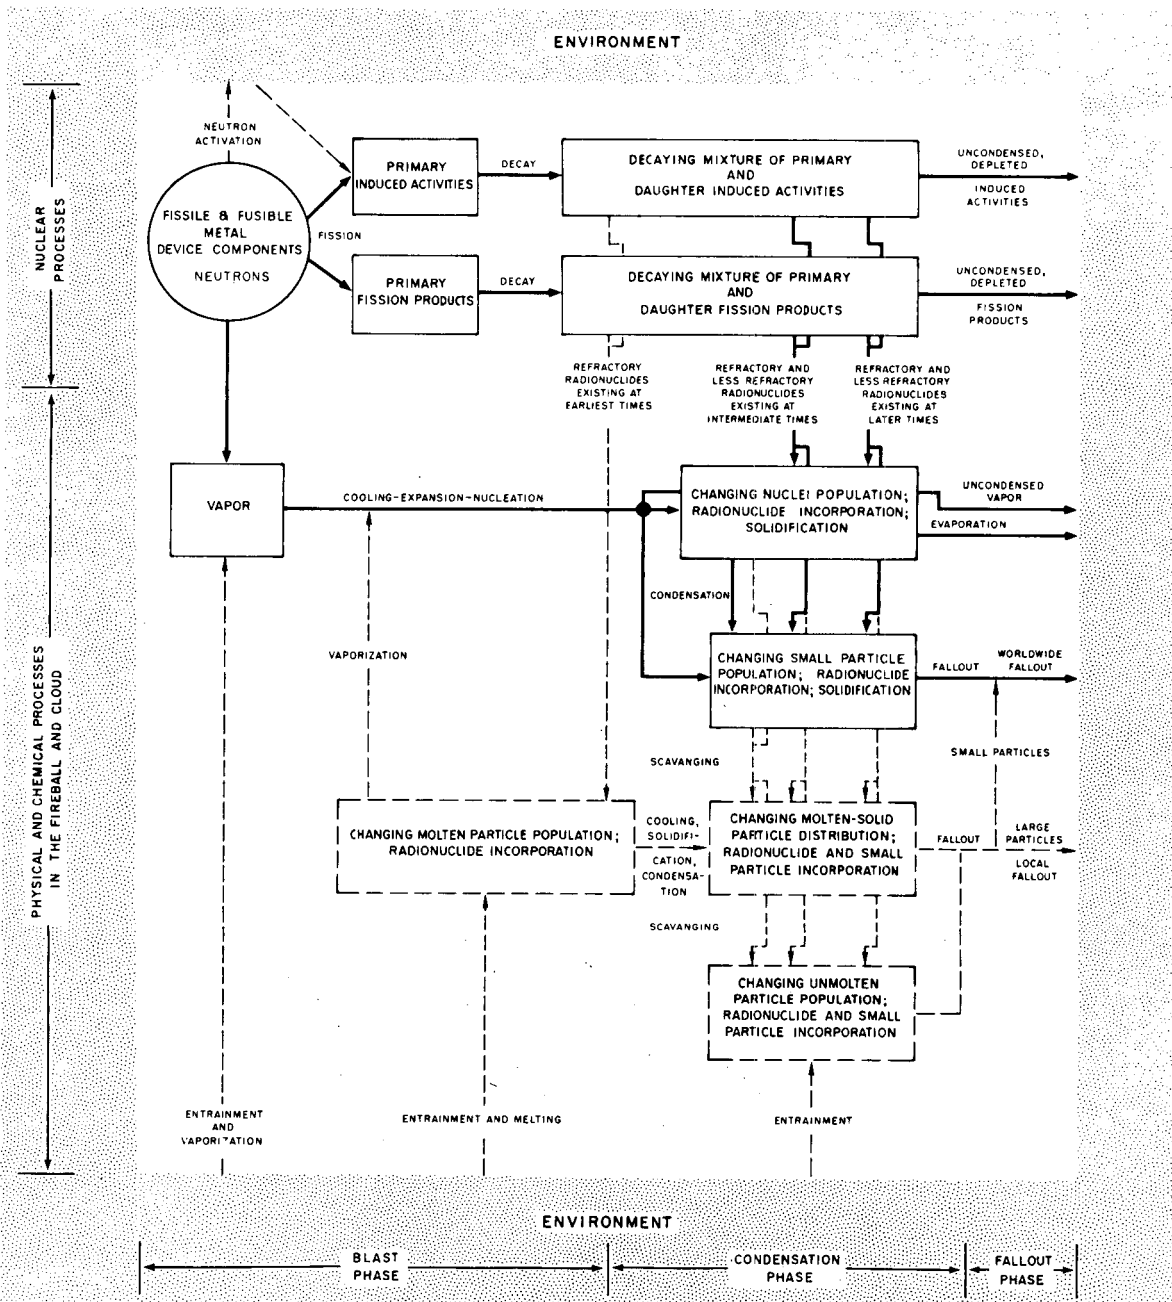 ENVIRONMENT
NUCLEAR
PROCESSES
NEUTRON
ACTIVATION
FISSILE & FUSIBLE
METAL
DEVICE COMPONENTS
NEUTRONS
FISSION
PRIMARY
INDUCED ACTIVITIES
DECAY
DECAYING MIXTURE OF PRIMARY
AND
DAUGHTER INDUCED ACTIVITIES
UNCONDENSED,
DEPLETED
INDUCED
ACTIVITIES
PRIMARY
FISSION PRODUCTS
DECAY
DECAYING MIXTURE OF PRIMARY
AND
DAUGHTER FISSION PRODUCTS
UNCONDENSED,
DEPLETED
FISSION
PRODUCTS
REFRACTORY
RADIONUCLIDES
EXISTING AT
EARLIEST TIMES
REFRACTORY AND
LESS REFRACTORY
RADIONUCLIDES
EXISTING AT
INTERMEDIATE TIMES
REFRACTORY AND
LESS REFRACTORY
RADIONUCLIDES
EXISTING AT
LATER TIMES
PHYSICAL AND CHEMICAL PROCESSES
IN THE FIREBALL AND CLOUD
VAPOR
COOLING-EXPANSION-NUCLEATION
CHANGING NUCLEI POPULATION;
RADIONUCLIDE INCORPORATION;
SOLIDIFICATION
UNCONDENSED
VAPOR
EVAPORATION
CONDENSATION
VAPORIZATION
CHANGING SMALL PARTICLE
POPULATION; RADIONUCLIDE
INCORPORATION; SOLIDIFICATION
FALLOUT
WORLDWIDE
FALLOUT
SCAVANGING
SMALL PARTICLES
CHANGING MOLTEN PARTICLE POPULATION;
RADIONUCLIDE INCORPORATION
COOLING,
SOLIDIFI-
CATION,
CONDENSA-
TION
CHANGING MOLTEN-SOLID
PARTICLE DISTRIBUTION;
RADIONUCLIDE AND SMALL
PARTICLE INCORPORATION
FALLOUT
LARGE
PARTICLES
LOCAL
FALLOUT
SCAVANGING
CHANGING UNMOLTEN
PARTICLE POPULATION;
RADIONUCLIDE AND SMALL
PARTICLE INCORPORATION
ENTRAINMENT
AND
VAPORIZATION
ENTRAINMENT AND MELTING
ENTRAINMENT
ENVIRONMENT
BLAST
PHASE
CONDENSATION
PHASE
FALLOUT
PHASE